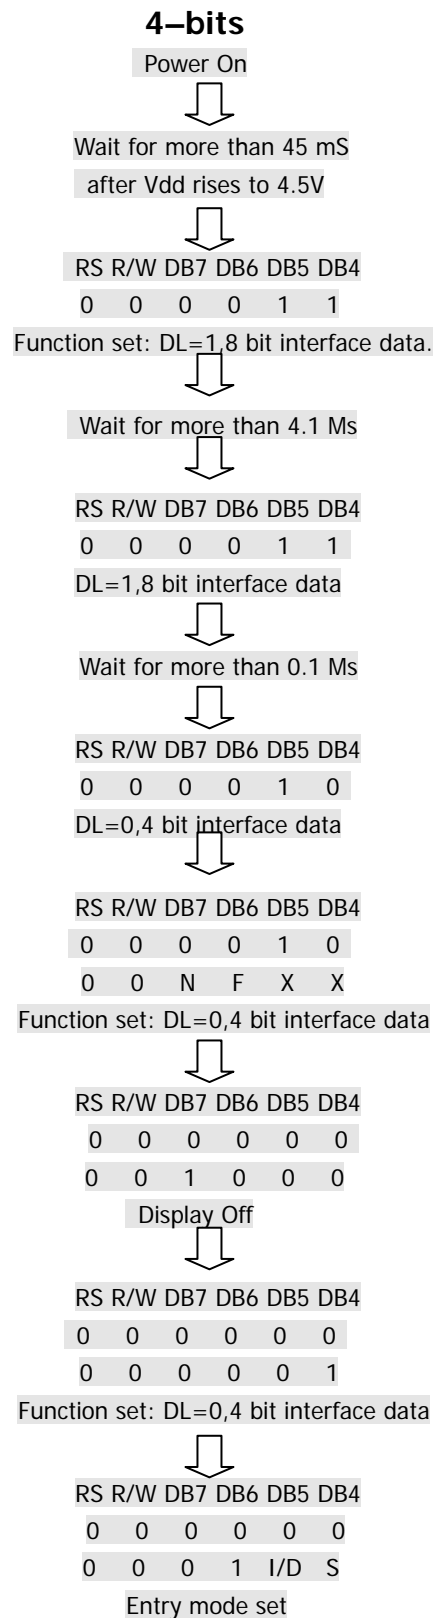 4–bits
Power On
Wait for more than 45 mS
after Vdd rises to 4.5V
RS R/W DB7 DB6 DB5 DB4
0 0 0 0 1 1
Function set: DL=1,8 bit interface data.
Wait for more than 4.1 Ms
RS R/W DB7 DB6 DB5 DB4
0 0 0 0 1 1
DL=1,8 bit interface data
Wait for more than 0.1 Ms
RS R/W DB7 DB6 DB5 DB4
0 0 0 0 1 0
DL=0,4 bit interface data
RS R/W DB7 DB6 DB5 DB4
0 0 0 0 1 0
0 0 N F X X
Function set: DL=0,4 bit interface data
RS R/W DB7 DB6 DB5 DB4
0 0 0 0 0 0
0 0 1 0 0 0
Display Off
RS R/W DB7 DB6 DB5 DB4
0 0 0 0 0 0
0 0 0 0 0 1
Function set: DL=0,4 bit interface data
RS R/W DB7 DB6 DB5 DB4
0 0 0 0 0 0
0 0 0 1 I/D S
Entry mode set